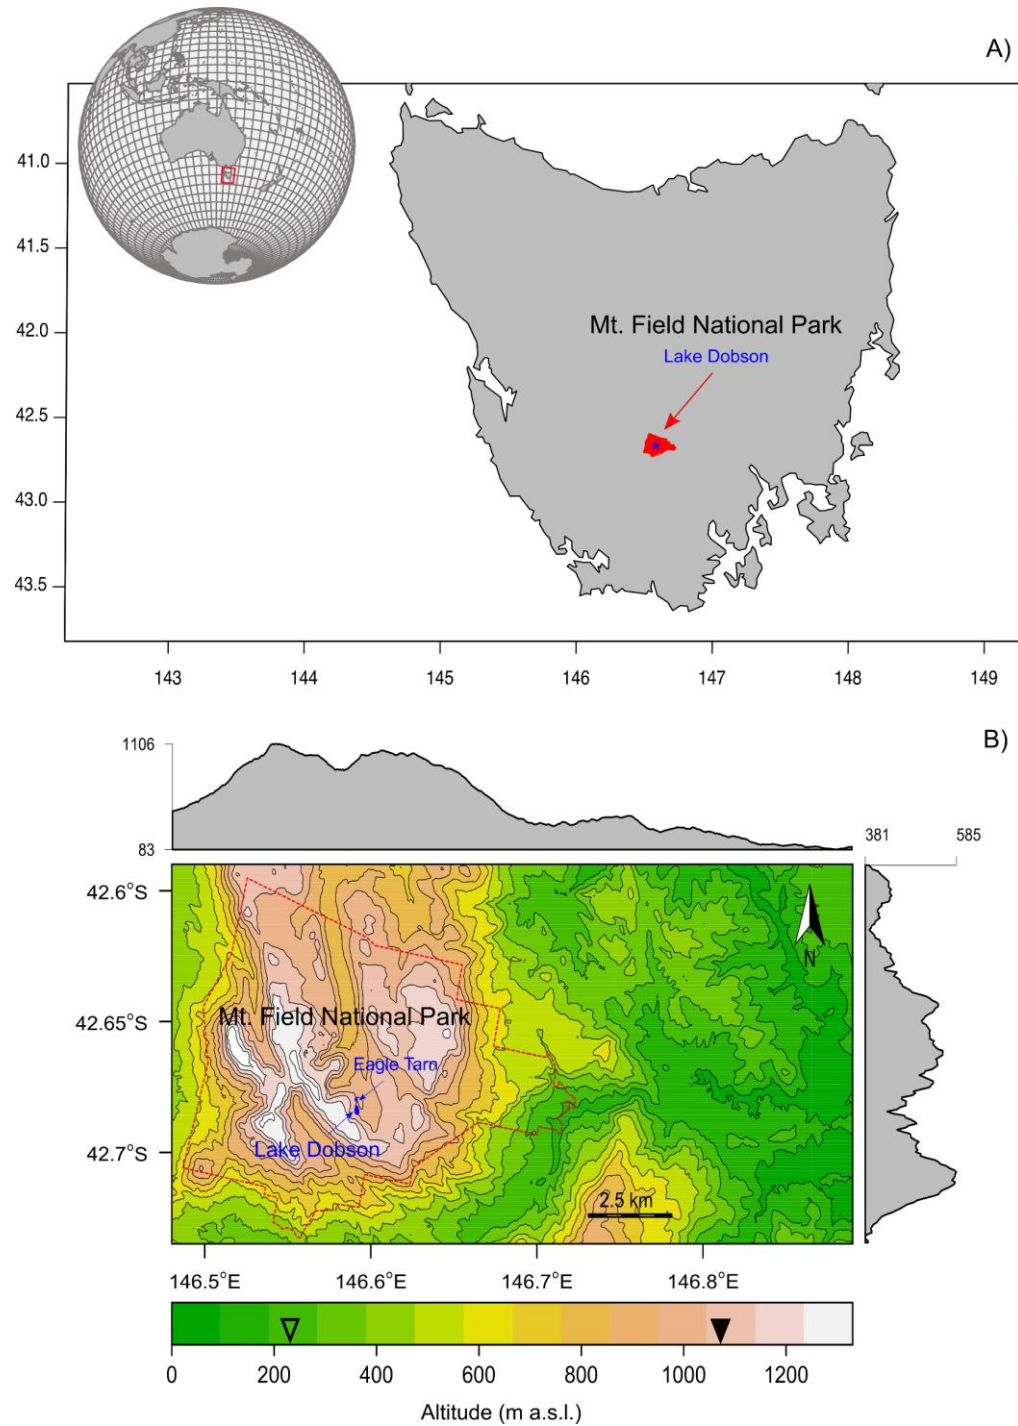 A)
41.0
41.5
42.0
42.5
43.0
43.5
Mt. Field National Park
Lake Dobson
143 144 145 146 147 148 149
B)
1106
83
381 585
42.6°S
42.65°S
42.7°S
N
Mt. Field National Park
Eagle Tarn
Lake Dobson
2.5 km
146.5°E 146.6°E 146.7°E 146.8°E
0 200 400 600 800 1000 1200
Altitude (m a.s.l.)